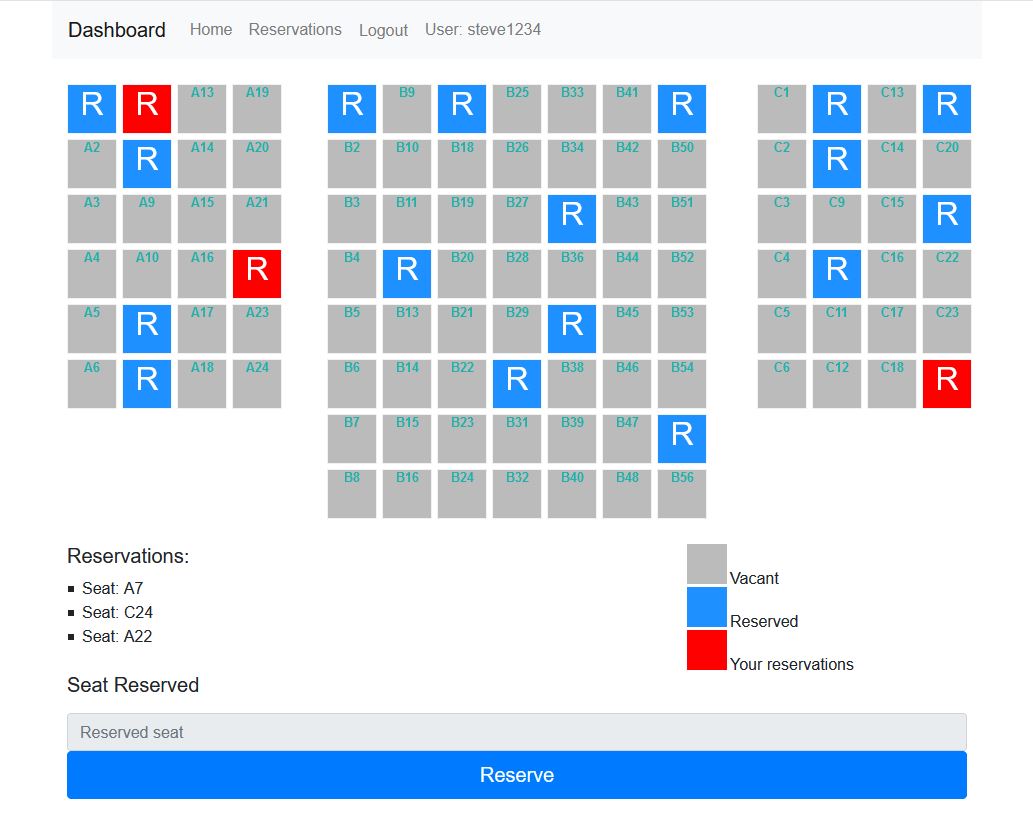 Dashboard Home Reservations Logout User: steve1234
R R A13 A19 R B9 R B25 B33 B41 R C1 R C13 R
A2 R A14 A20 B2 B10 B18 B26 B34 B42 B50 C2 R C14 C20
A3 A9 A15 A21 B3 B11 B19 B27 R B43 B51 C3 C9 C15 R
A4 A10 A16 R B4 R B20 B28 B36 B44 B52 C4 R C16 C22
A5 R A17 A23 B5 B13 B21 B29 R B45 B53 C5 C11 C17 C23
A6 R A18 A24 B6 B14 B22 R B38 B46 B54 C6 C12 C18 R
B7 B15 B23 B31 B39 B47 R
B8 B16 B24 B32 B40 B48 B56
Reservations:
Seat: A7
Seat: C24
Seat: A22
Vacant
Reserved
Your reservations
Seat Reserved
Reserved seat
Reserve